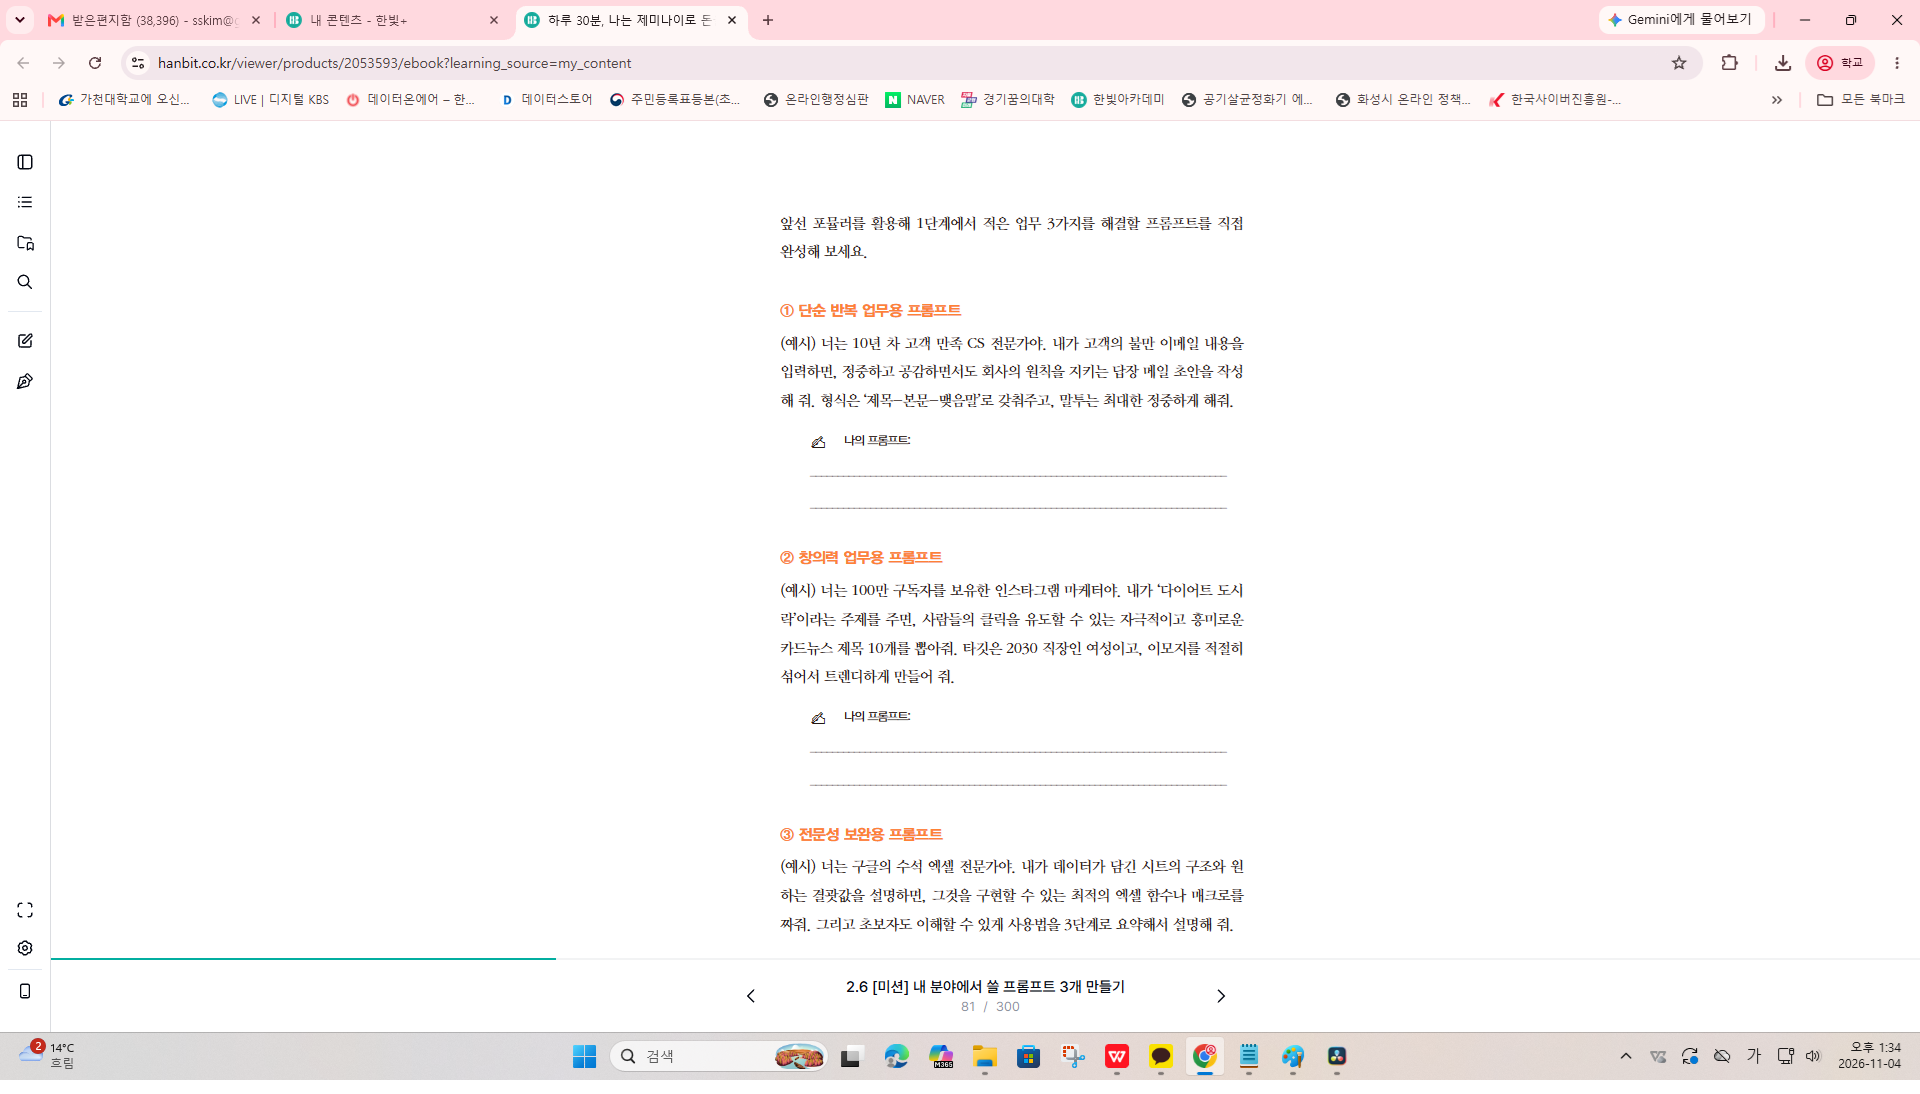 받은편지함 (38,396) - sskim@
내 콘텐츠 - 한빛+
하루 30분, 나는 제미나이로 돈
Gemini에게 물어보기
hanbit.co.kr/viewer/products/2053593/ebook?learning_source=my_content
학교
가천대학교에 오신...
LIVE | 디지털 KBS
데이터온에어 – 한...
데이터스토어
주민등록표등본(초...
온라인행정심판
NAVER
경기꿈의대학
한빛아카데미
공기살균정화기 에...
화성시 온라인 정책...
한국사이버진흥원-...
모든 북마크
앞선 포뮬러를 활용해 1단계에서 적은 업무 3가지를 해결할 프롬프트를 직접
완성해 보세요.
① 단순 반복 업무용 프롬프트
(예시) 너는 10년 차 고객 만족 CS 전문가야. 내가 고객의 불만 이메일 내용을
입력하면, 정중하고 공감하면서도 회사의 원칙을 지키는 답장 메일 초안을 작성
해 줘. 형식은 ‘제목–본문–맺음말’로 갖춰주고, 말투는 최대한 정중하게 해줘.
나의 프롬프트:
② 창의력 업무용 프롬프트
(예시) 너는 100만 구독자를 보유한 인스타그램 마케터야. 내가 ‘다이어트 도시
락’이라는 주제를 주면, 사람들의 클릭을 유도할 수 있는 자극적이고 흥미로운
카드뉴스 제목 10개를 뽑아줘. 타깃은 2030 직장인 여성이고, 이모지를 적절히
섞어서 트렌디하게 만들어 줘.
나의 프롬프트:
③ 전문성 보완용 프롬프트
(예시) 너는 구글의 수석 엑셀 전문가야. 내가 데이터가 담긴 시트의 구조와 원
하는 결괏값을 설명하면, 그것을 구현할 수 있는 최적의 엑셀 함수나 매크로를
짜줘. 그리고 초보자도 이해할 수 있게 사용법을 3단계로 요약해서 설명해 줘.
2.6 [미션] 내 분야에서 쓸 프롬프트 3개 만들기
81 / 300
2
14°C
흐림
검색
M365
가
오후 1:34
2026-11-04